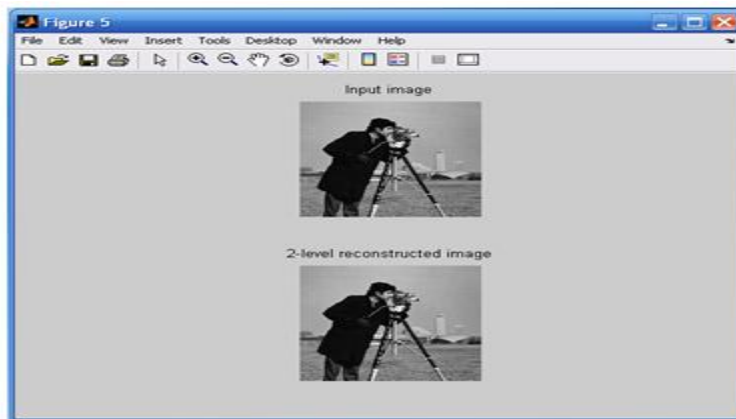 Figure 5
File Edit View Insert Tools Desktop Window Help
Input image
2-level reconstructed image